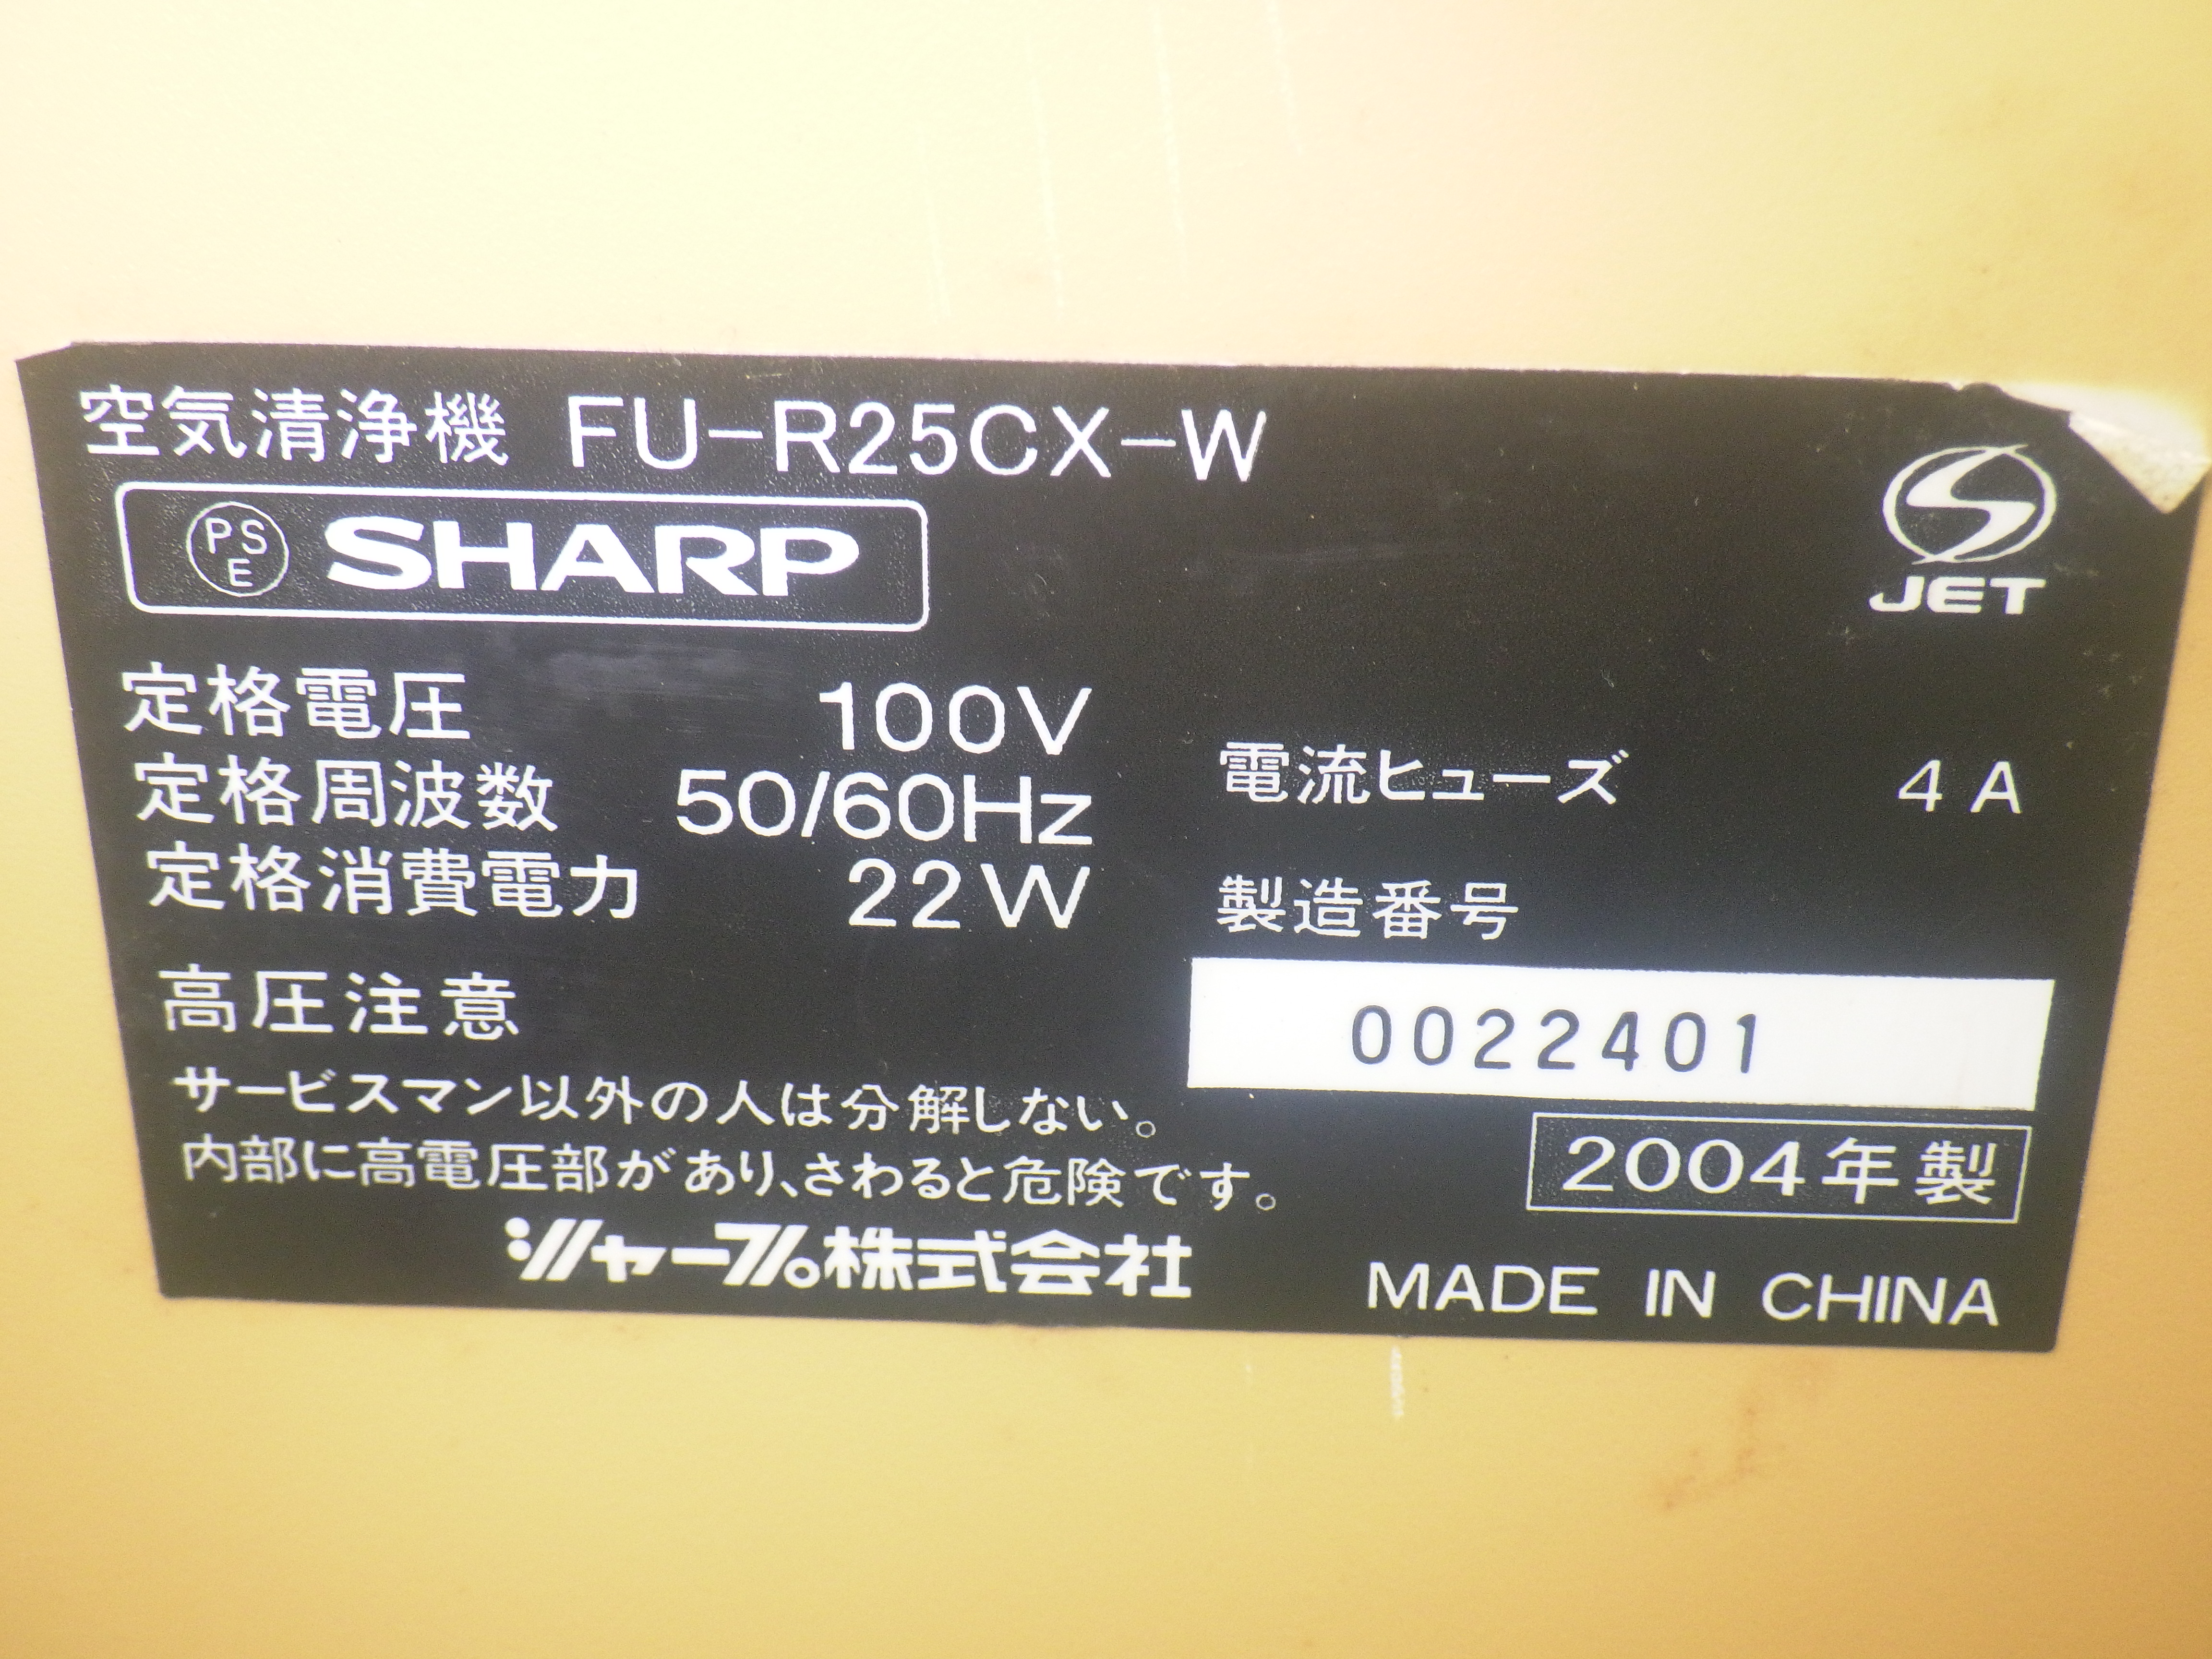 空気清浄機 FU-R25CX-W
PS
E
SHARP
JET
定格電圧 100V
定格周波数 50/60Hz
定格消費電力 22W
電流ヒューズ 4A
製造番号
0022401
高圧注意
サービスマン以外の人は分解しない。
内部に高電圧部があり、さわると危険です。
2004年製
シャープ株式会社
MADE IN CHINA